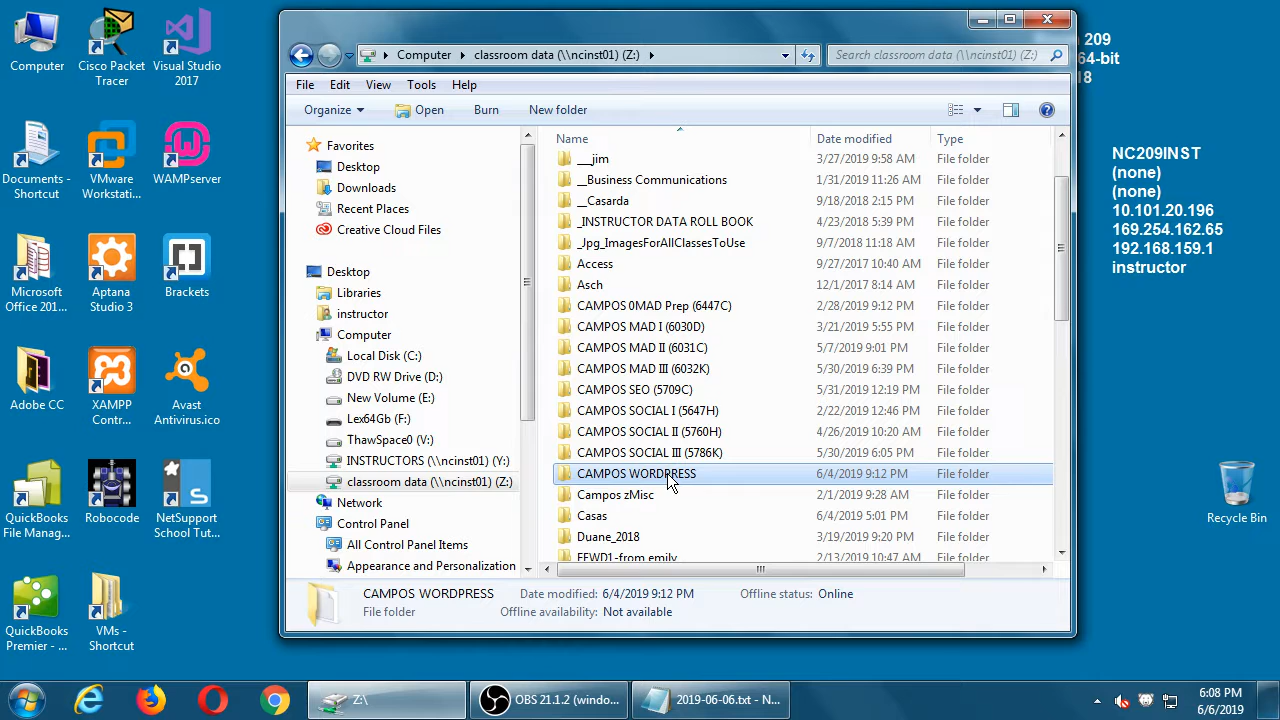 Computer
Cisco Packet
Tracer
Visual Studio
2017
Documents -
Shortcut
VMware
Workstati...
WAMPserver
Microsoft
Office 201...
Aptana
Studio 3
Brackets
Adobe CC
XAMPP
Contr...
Avast
Antivirus.ico
QuickBooks
File Manag...
Robocode
NetSupport
School Tut...
QuickBooks
Premier - ...
VMs -
Shortcut
Computer
classroom data (\\ncinst01) (Z:)
Search classroom data (\\ncinst01) (Z:)
File Edit View Tools Help
Organize Open Burn New folder
Favorites
Desktop
Downloads
Recent Places
Creative Cloud Files
Desktop
Libraries
instructor
Computer
Local Disk (C:)
DVD RW Drive (D:)
New Volume (E:)
Lex64Gb (F:)
ThawSpace0 (V:)
INSTRUCTORS (\\ncinst01) (Y:)
classroom data (\\ncinst01) (Z:)
Network
Control Panel
All Control Panel Items
Appearance and Personalization
Name Date modified Type
___jim 3/27/2019 9:58 AM File folder
__Business Communications 1/31/2019 11:26 AM File folder
__Casarda 9/18/2018 2:15 PM File folder
_INSTRUCTOR DATA ROLL BOOK 4/23/2018 5:39 PM File folder
_Jpg_ImagesForAllClassesToUse 9/7/2018 11:18 AM File folder
Access 9/27/2017 10:40 AM File folder
Asch 12/1/2017 8:14 AM File folder
CAMPOS 0MAD Prep (6447C) 2/28/2019 9:12 PM File folder
CAMPOS MAD I (6030D) 3/21/2019 5:55 PM File folder
CAMPOS MAD II (6031C) 5/7/2019 9:01 PM File folder
CAMPOS MAD III (6032K) 5/30/2019 6:39 PM File folder
CAMPOS SEO (5709C) 5/31/2019 12:19 PM File folder
CAMPOS SOCIAL I (5647H) 2/22/2019 12:46 PM File folder
CAMPOS SOCIAL II (5760H) 4/26/2019 10:20 AM File folder
CAMPOS SOCIAL III (5786K) 5/30/2019 6:05 PM File folder
CAMPOS WORDPRESS 6/4/2019 9:12 PM File folder
Campos zMisc 2/1/2019 9:28 AM File folder
Casas 6/4/2019 5:01 PM File folder
Duane_2018 3/19/2019 9:20 PM File folder
FEWD1-from emily 2/13/2019 10:47 AM File folder
CAMPOS WORDPRESS Date modified: 6/4/2019 9:12 PM Offline status: Online
File folder Offline availability: Not available
209
64-bit
18
NC209INST
(none)
(none)
10.101.20.196
169.254.162.65
192.168.159.1
instructor
Recycle Bin
Z:\
OBS 21.1.2 (windo...
2019-06-06.txt - N...
6:08 PM
6/6/2019